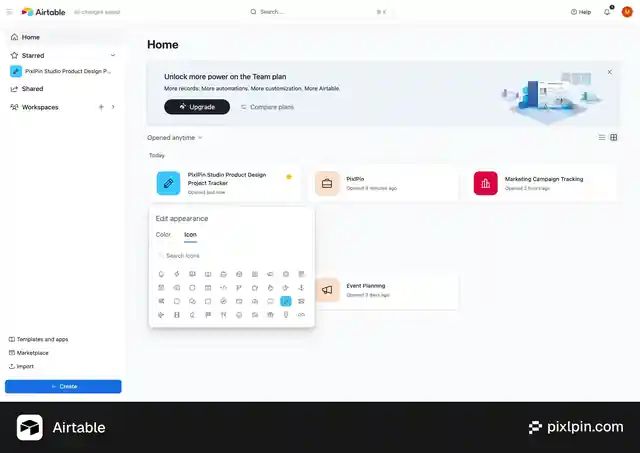 Airtable
All changes saved
Search...
⌘ K
Help
M
Home
Starred
PixlPin Studio Product Design P...
Shared
Workspaces
Home
Unlock more power on the Team plan
More records. More automations. More customization. More Airtable.
Upgrade
Compare plans
Opened anytime
Today
PixlPin Studio Product Design
Project Tracker
Opened just now
PixlPin
Opened 8 minutes ago
Marketing Campaign Tracking
Opened 2 hours ago
Edit appearance
Color
Icon
Search icons
Event Planning
Opened 3 days ago
Templates and apps
Marketplace
Import
Create
Airtable
pixlpin.com